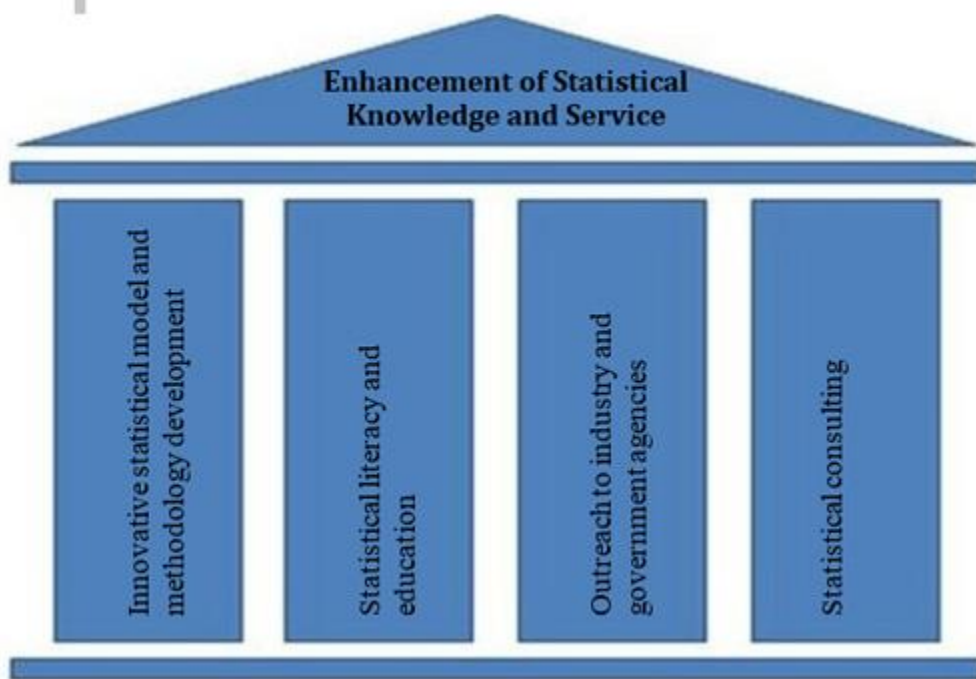 Enhancement of Statistical
Knowledge and Service
Innovative statistical model and
methodology development
Statistical literacy and
education
Outreach to industry and
government agencies
Statistical consulting